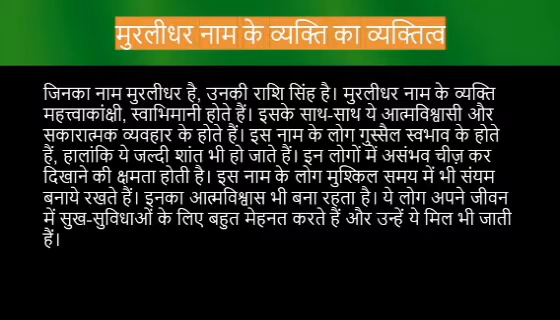 मुरलीधर नाम के व्यक्ति का व्यक्तित्व
जिनका नाम मुरलीधर है, उनकी राशि सिंह है। मुरलीधर नाम के व्यक्ति
महत्त्वाकांक्षी, स्वाभिमानी होते हैं। इसके साथ-साथ ये आत्मविश्वासी और
सकारात्मक व्यवहार के होते हैं। इस नाम के लोग गुस्सैल स्वभाव के होते
हैं, हालांकि ये जल्दी शांत भी हो जाते हैं। इन लोगों में असंभव चीज़ कर
दिखाने की क्षमता होती है। इस नाम के लोग मुश्किल समय में भी संयम
बनाये रखते हैं। इनका आत्मविश्वास भी बना रहता है। ये लोग अपने जीवन
में सुख-सुविधाओं के लिए बहुत मेहनत करते हैं और उन्हें ये मिल भी जाती
हैं।